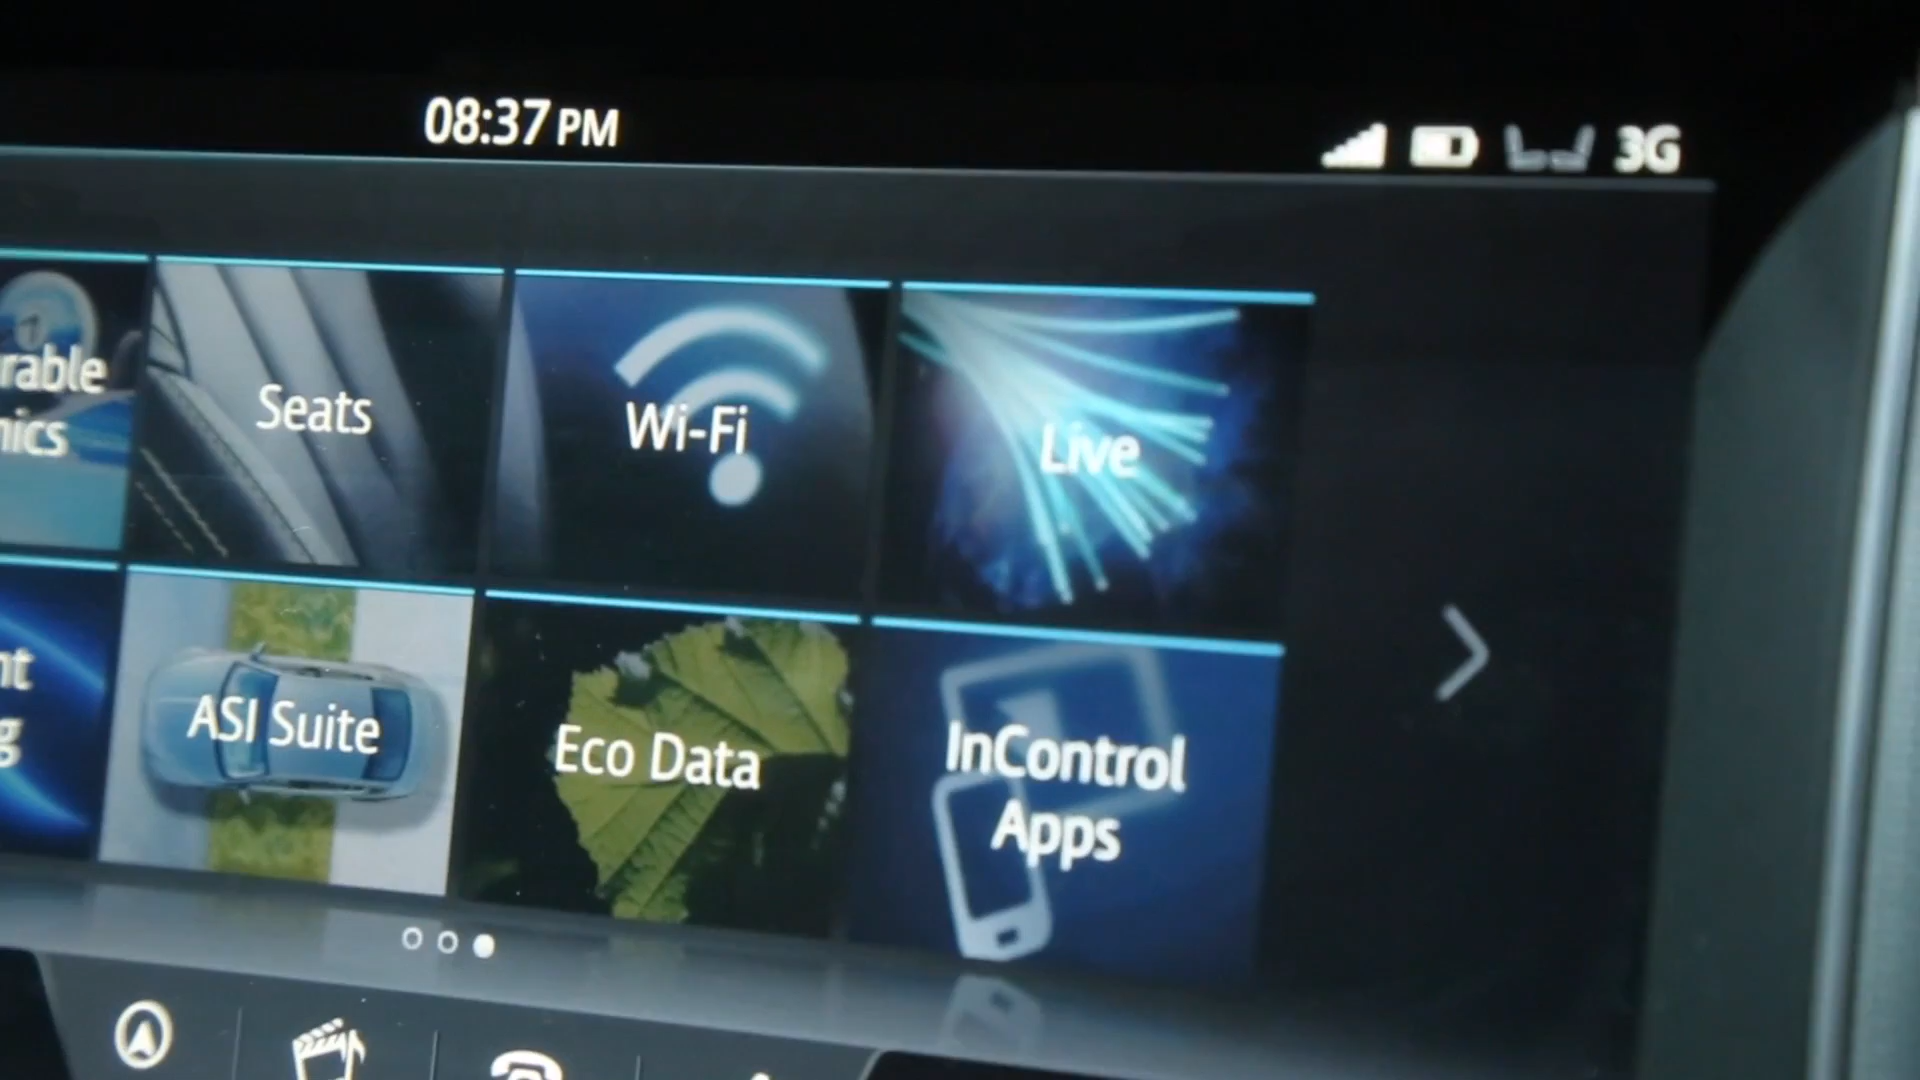 08:37 PM
3G
rable
nics
Seats
Wi-Fi
Live
nt
g
ASI Suite
Eco Data
InControl
Apps